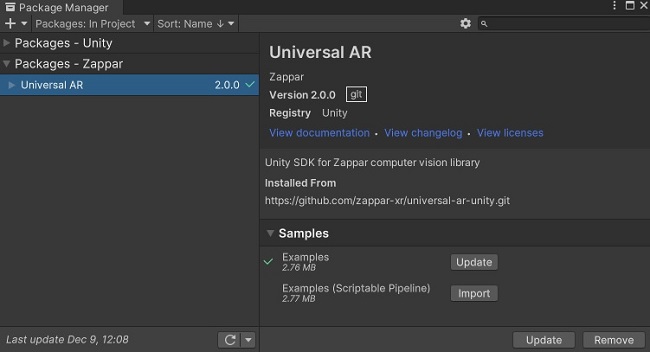 Package Manager
+ Packages: In Project Sort: Name ↓
Packages - Unity
Packages - Zappar
Universal AR 2.0.0
Universal AR
Zappar
Version 2.0.0 git
Registry Unity
View documentation • View changelog • View licenses
Unity SDK for Zappar computer vision library
Installed From
https://github.com/zappar-xr/universal-ar-unity.git
Samples
Examples Update
2.76 MB
Examples (Scriptable Pipeline) Import
2.77 MB
Last update Dec 9, 12:08 Update Remove